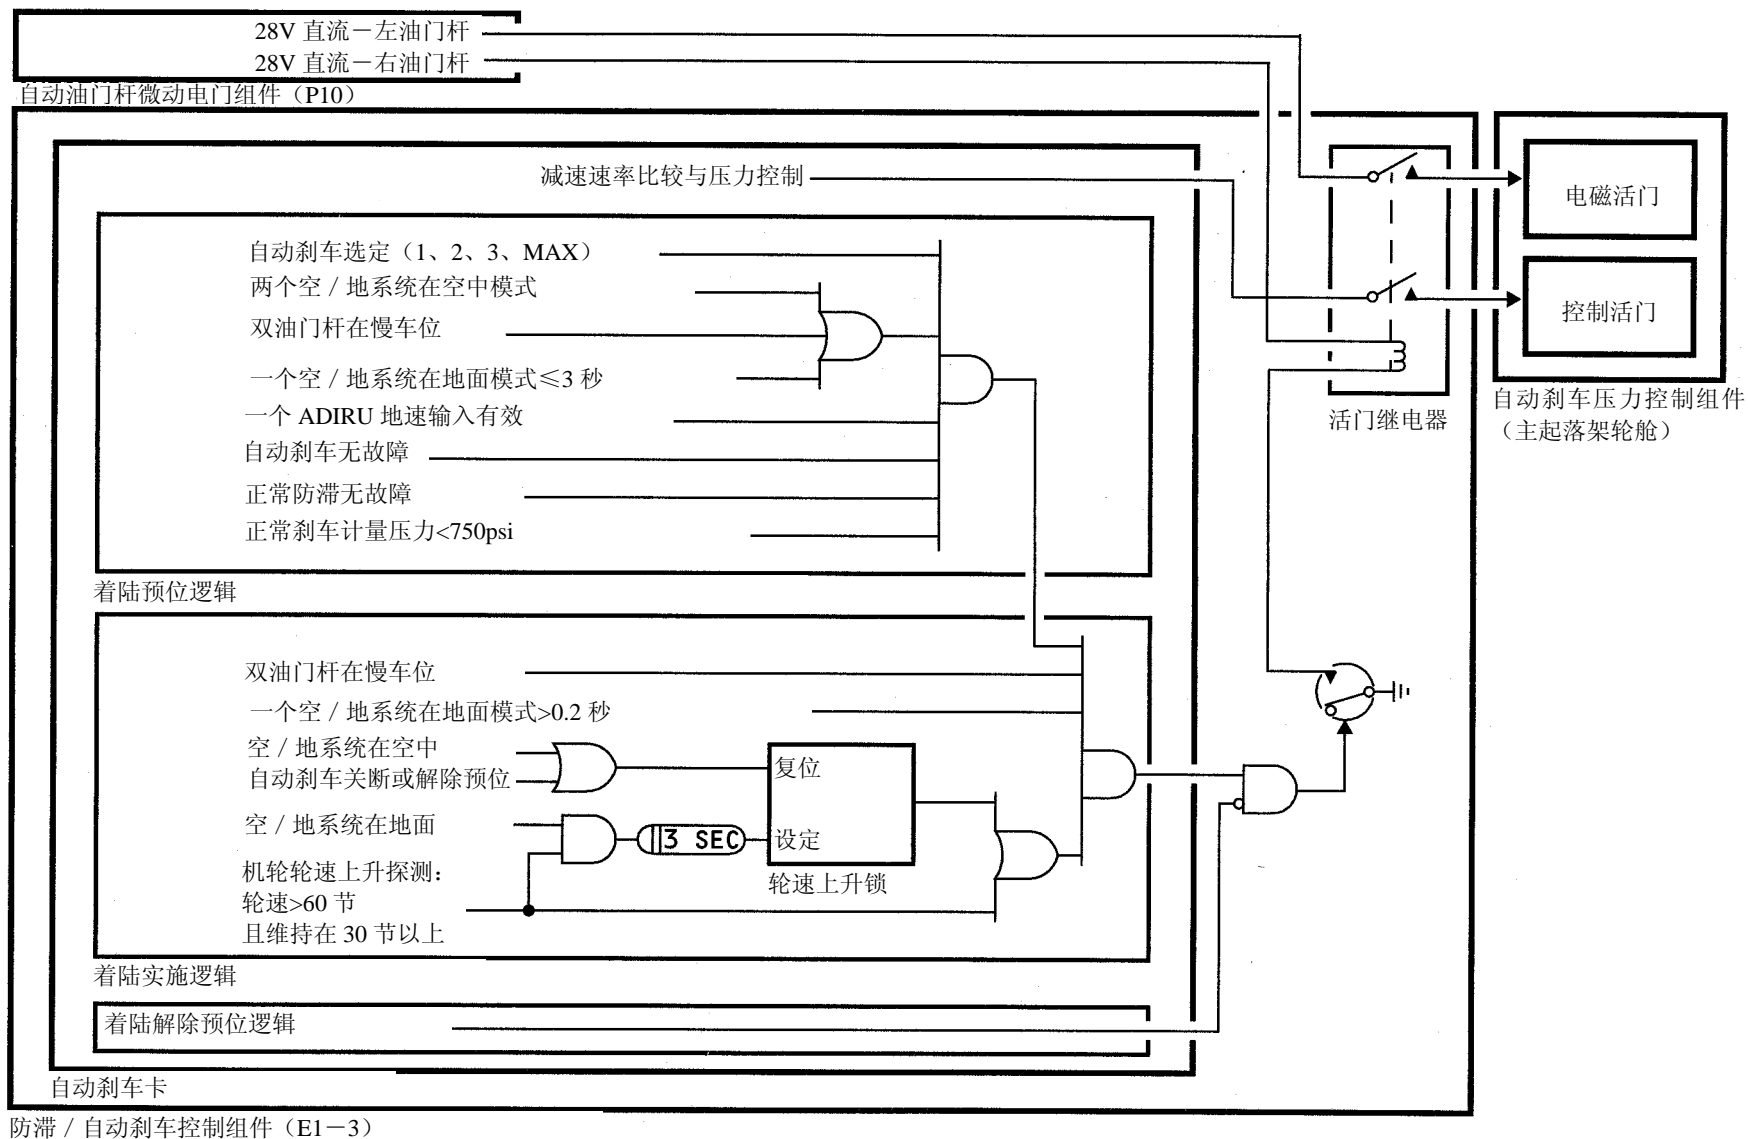 28V 直流－左油门杆
28V 直流－右油门杆
自动油门杆微动电门组件（P10）
减速速率比较与压力控制
自动刹车选定（1、2、3、MAX）
两个空 / 地系统在空中模式
双油门杆在慢车位
一个空 / 地系统在地面模式≤3 秒
一个 ADIRU 地速输入有效
自动刹车无故障
正常防滞无故障
正常刹车计量压力<750psi
着陆预位逻辑
双油门杆在慢车位
一个空 / 地系统在地面模式>0.2 秒
空 / 地系统在空中
自动刹车关断或解除预位
空 / 地系统在地面
机轮轮速上升探测：
轮速>60 节
且维持在 30 节以上
3 SEC
复位
设定
轮速上升锁
着陆实施逻辑
着陆解除预位逻辑
自动刹车卡
防滞 / 自动刹车控制组件（E1－3）
活门继电器
电磁活门
控制活门
自动刹车压力控制组件
（主起落架轮舱）